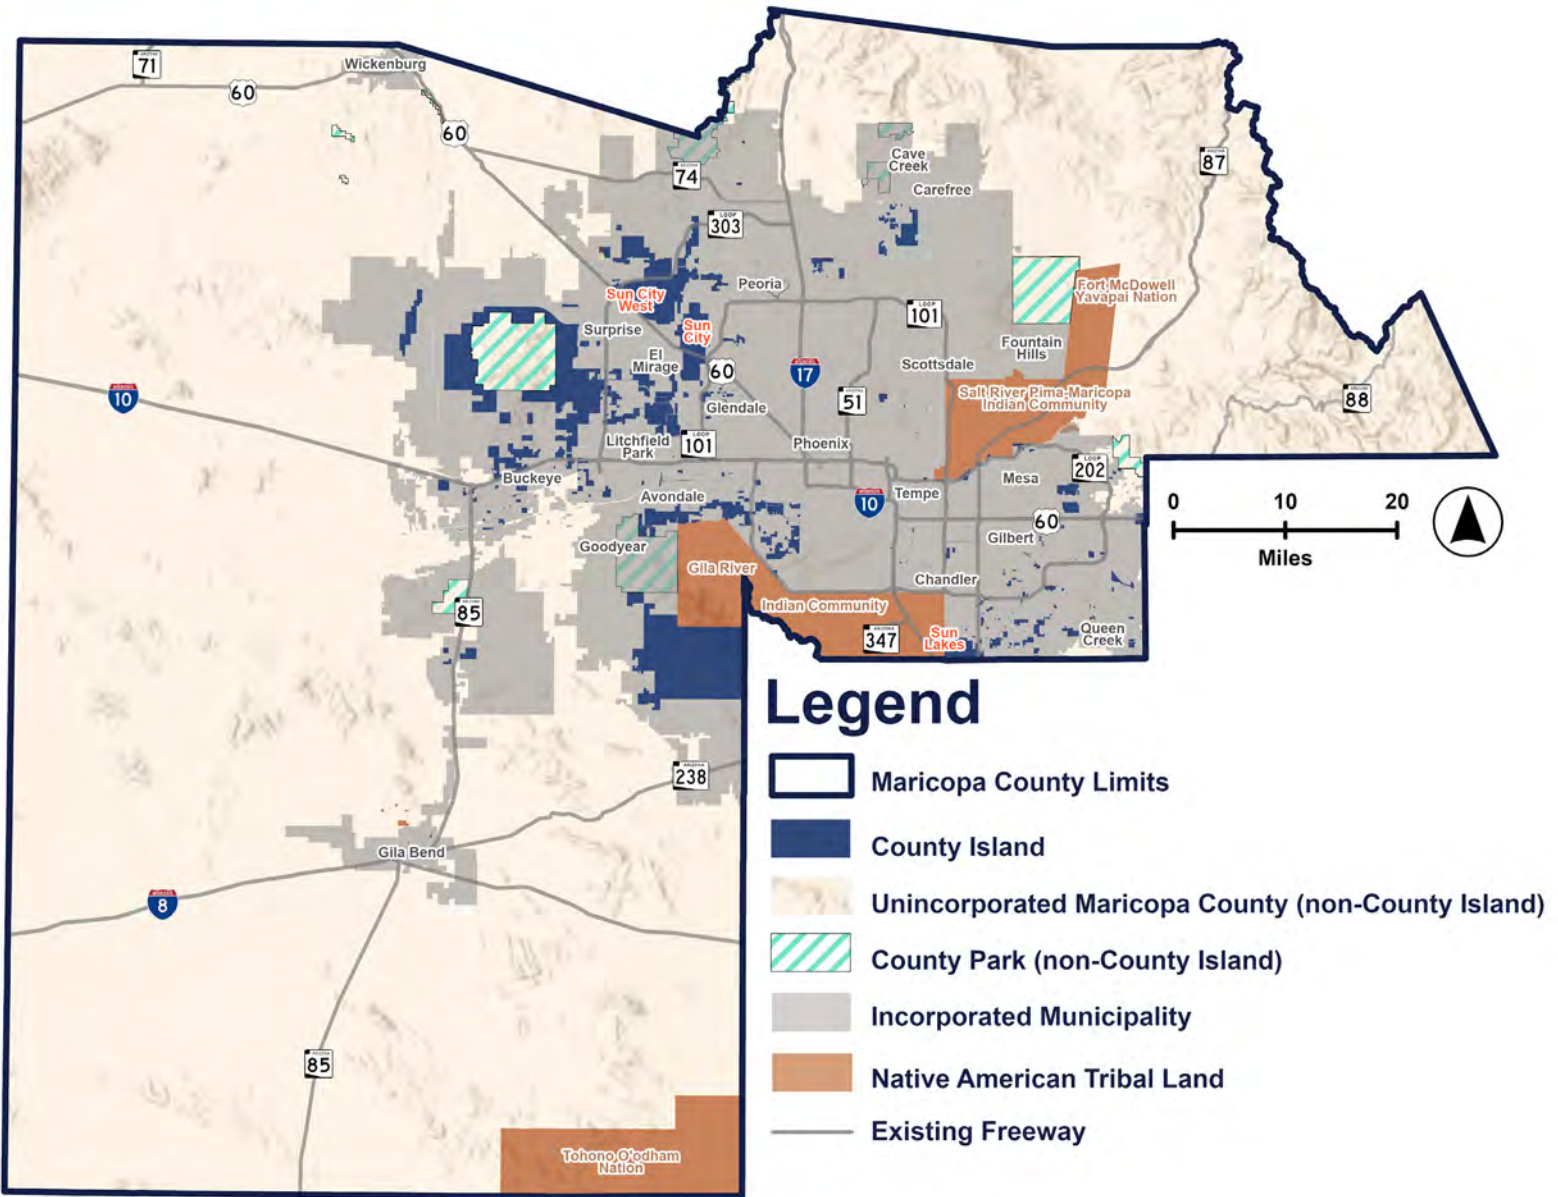 71
Wickenburg
60
60
87
Cave
Creek
74
Carefree
LOOP
303
Peoria
Fort McDowell
Yavapai Nation
Sun City
West
LOOP
101
Surprise
Sun
City
Fountain
Hills
El
Mirage
Scottsdale
60
17
10
51
88
Salt River Pima-Maricopa
Indian Community
Glendale
Litchfield
Park
LOOP
101
Phoenix
LOOP
202
Buckeye
Mesa
Avondale
10
Tempe
60
0 10 20
Miles
Goodyear
Gilbert
Gila River
Chandler
85
Indian Community
347
Sun
Lakes
Queen
Creek
Legend
238
Maricopa County Limits
County Island
Gila Bend
8
Unincorporated Maricopa County (non-County Island)
County Park (non-County Island)
Incorporated Municipality
85
Native American Tribal Land
Existing Freeway
Tohono O'odham
Nation